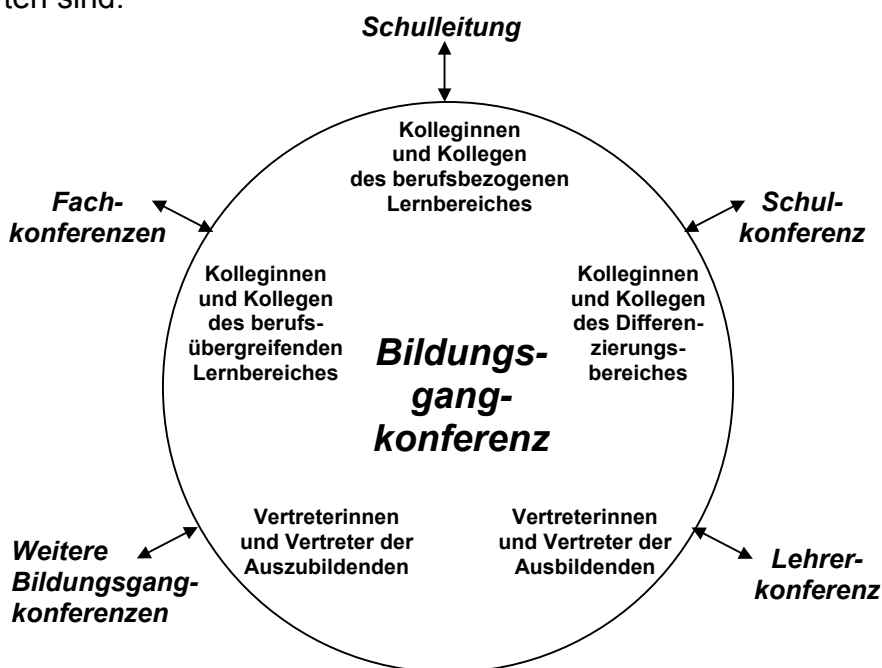 sind.
Schulleitung
Kolleginnen
und Kollegen
des berufsbezogenen
Lernbereiches
Fach-
konferenzen
Schul-
konferenz
Kolleginnen
und Kollegen
des berufs-
übergreifenden
Lernbereiches
Kolleginnen
und Kollegen
des Differen-
zierungs-
bereiches
Bildungs-
gang-
konferenz
Vertreterinnen
und Vertreter der
Auszubildenden
Vertreterinnen
und Vertreter der
Ausbildenden
Weitere
Bildungsgang-
konferenzen
Lehrer-
konferenz